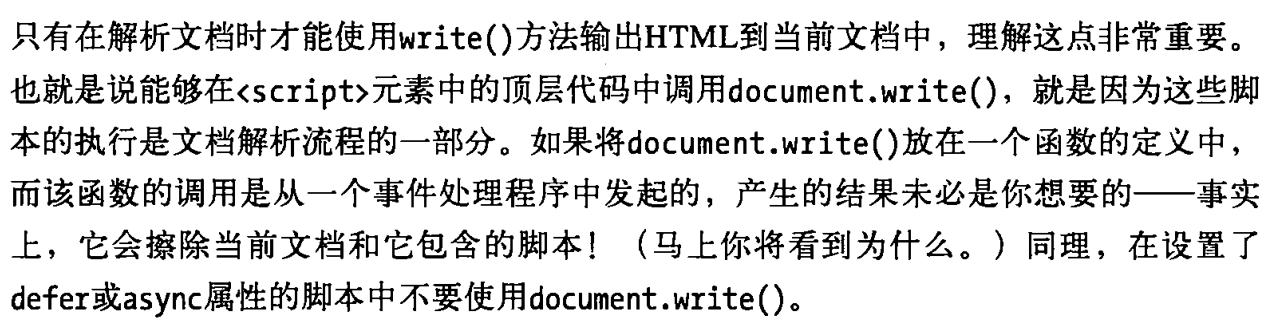 只有在解析文档时才能使用write()方法输出HTML到当前文档中，理解这点非常重要。
也就是说能够在<script>元素中的顶层代码中调用document.write()，就是因为这些脚
本的执行是文档解析流程的一部分。如果将document.write()放在一个函数的定义中，
而该函数的调用是从一个事件处理程序中发起的，产生的结果未必是你想要的——事实
上，它会擦除当前文档和它包含的脚本！（马上你将看到为什么。）同理，在设置了
defer或async属性的脚本中不要使用document.write()。